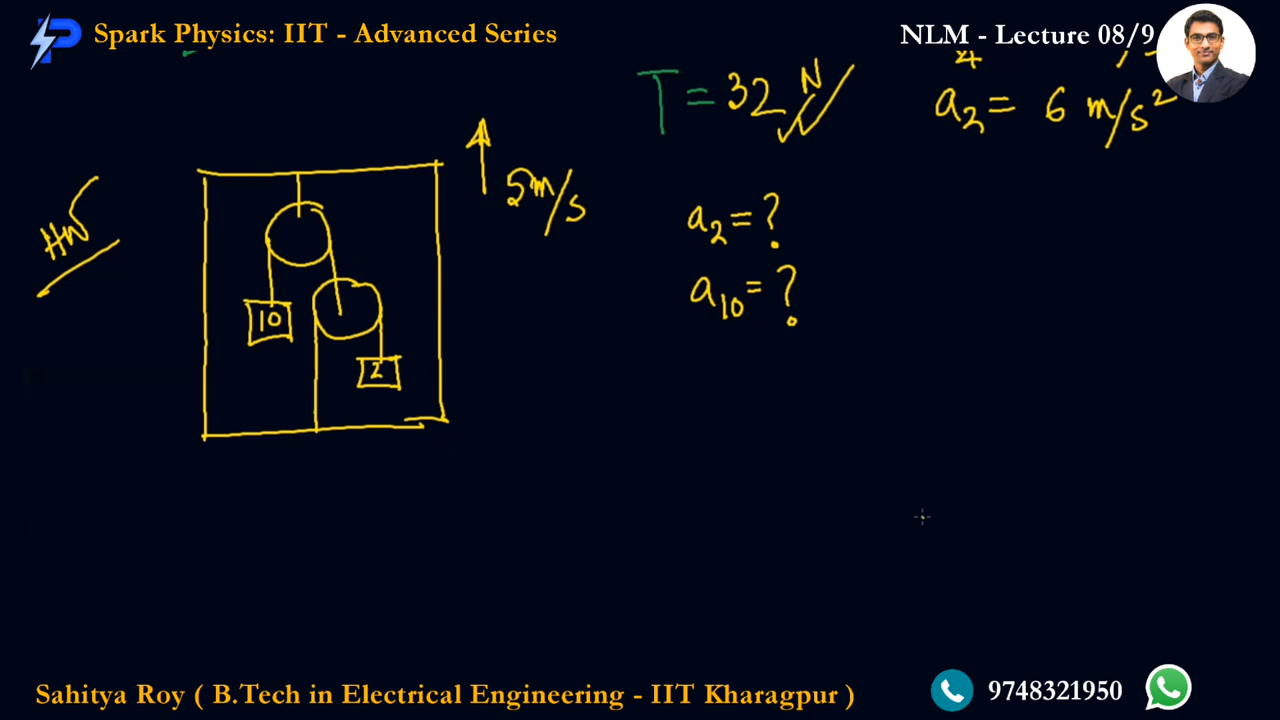 Spark Physics: IIT - Advanced Series
NLM - Lecture 08/9
T = 32 N
a2 = 6 m/s2
HW
5m/s
a2 = ?
a10 = ?
10
2
Sahitya Roy ( B.Tech in Electrical Engineering - IIT Kharagpur )
9748321950